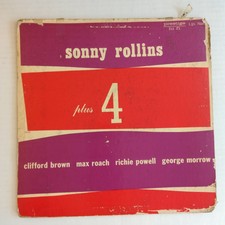 sonny rollins
plus 4
clifford brown max roach richie powell george morrow